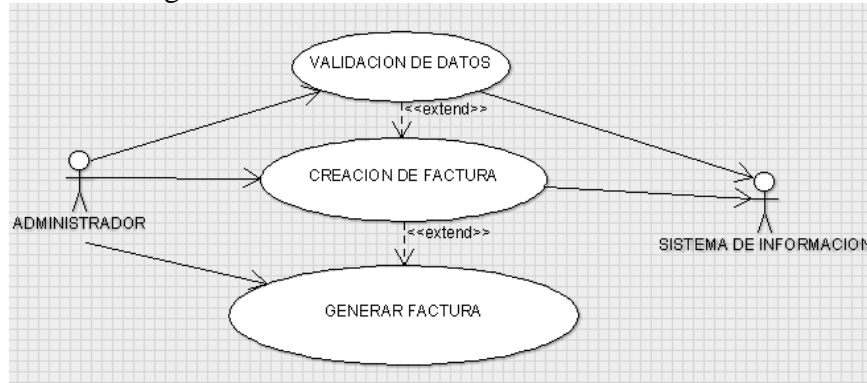 VALIDACION DE DATOS
<<extend>>
CREACION DE FACTURA
ADMINISTRADOR
<<extend>>
SISTEMA DE INFORMACION
GENERAR FACTURA